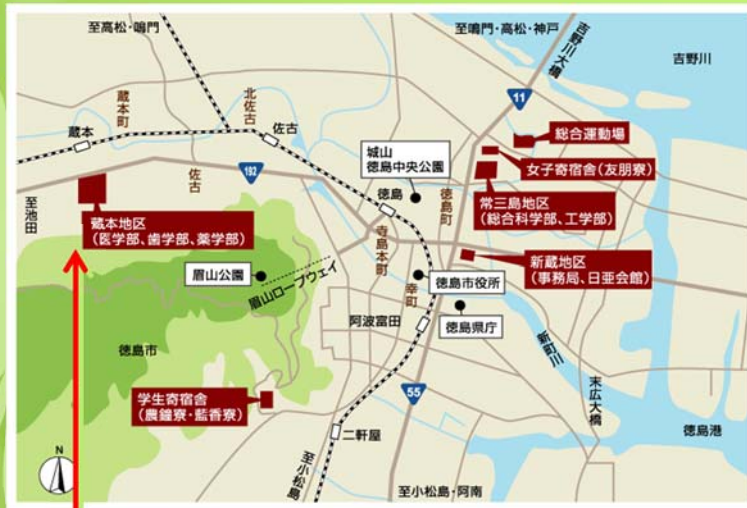 至高松・鳴門
至鳴門・高松・神戸
吉野川大橋
吉野川
11
蔵本町
北佐古
蔵本
佐古
総合運動場
城山
徳島中央公園
女子寄宿舎(友朋寮)
佐古
192
徳島
徳島町
常三島地区
(総合科学部、工学部)
至池田
蔵本地区
(医学部、歯学部、薬学部)
寺島本町
新蔵地区
(事務局、日亜会館)
眉山公園
眉山ロープウェイ
幸町
徳島市役所
阿波富田
徳島県庁
新町川
徳島市
学生寄宿舎
(農鐘寮・藍香寮)
55
末広大橋
徳島港
二軒屋
N
至小松島
至小松島・阿南